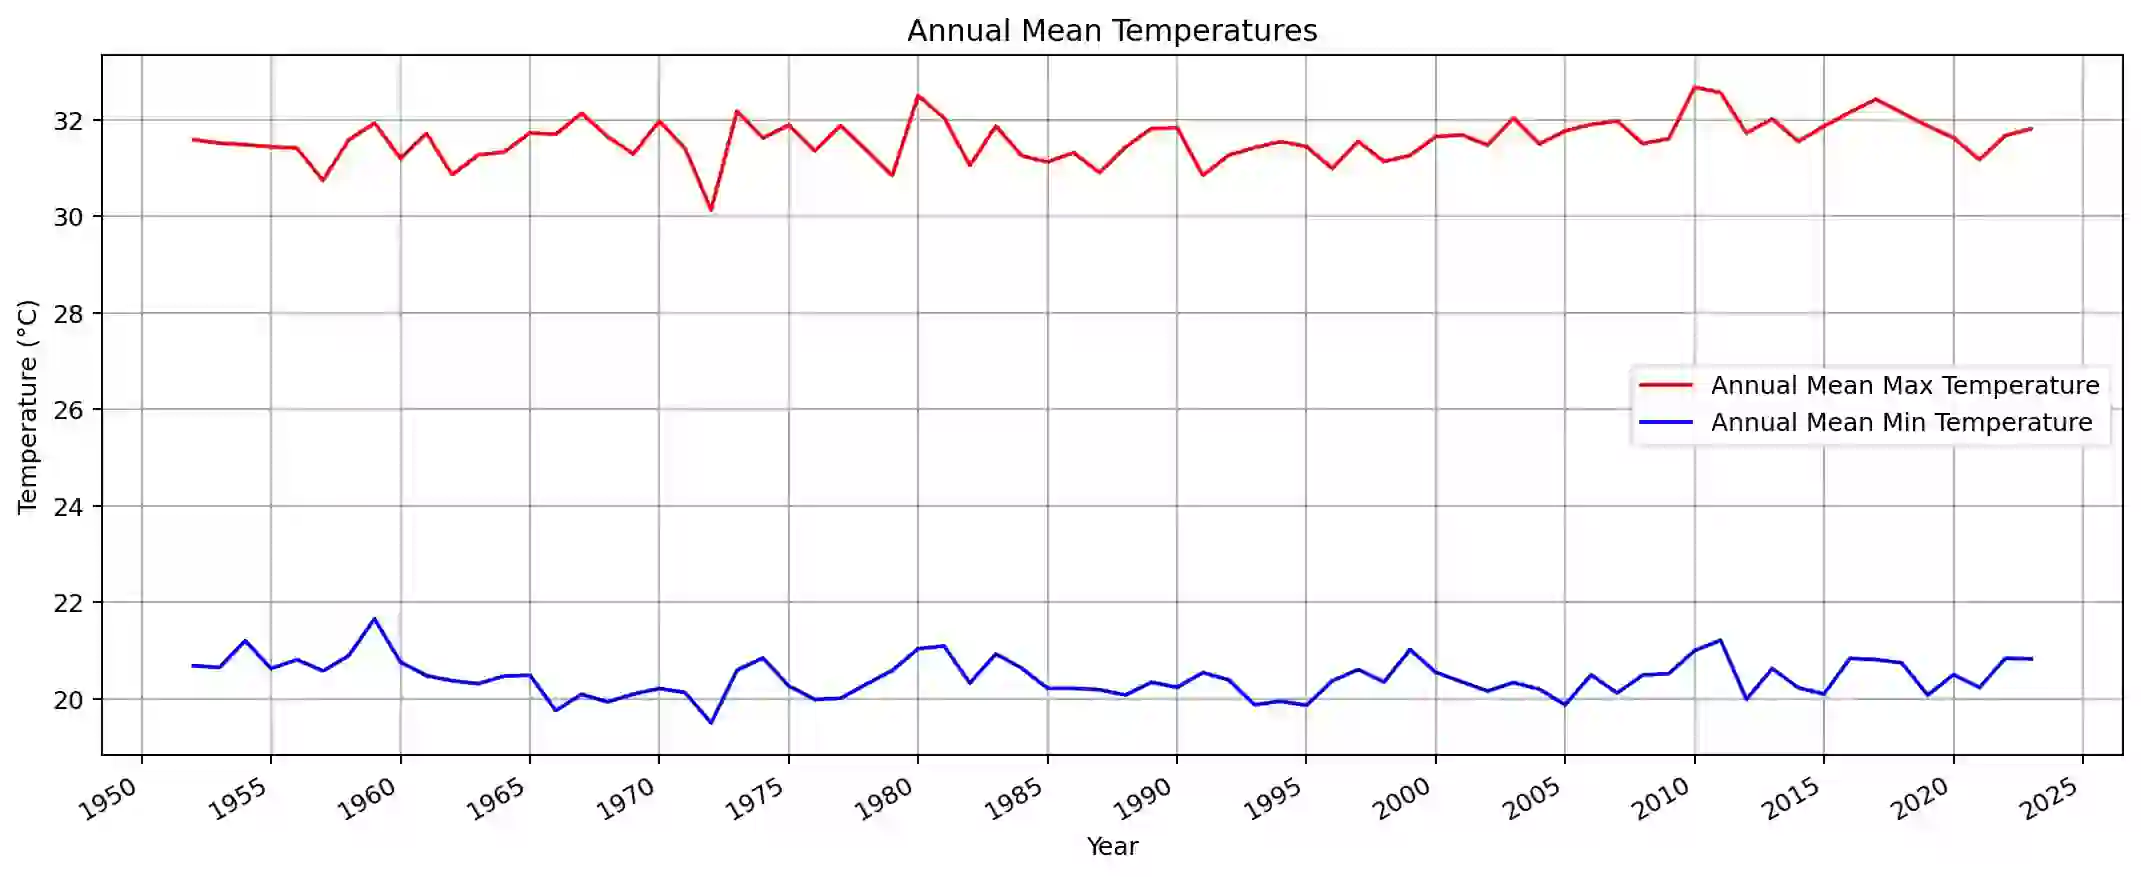 Annual Mean Temperatures
Temperature (°C)
32
30
28
26
24
22
20
Annual Mean Max Temperature
Annual Mean Min Temperature
1950 1955 1960 1965 1970 1975 1980 1985 1990 1995 2000 2005 2010 2015 2020 2025
Year